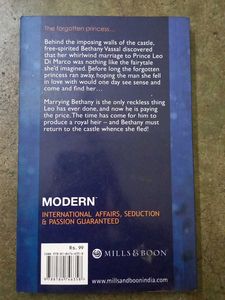 The forgotten princess...
Behind the imposing walls of the castle,
free-spirited Bethany Vassal discovered
that her whirlwind marriage to Prince Leo
Di Marco was nothing like the fairytale
she'd imagined. Before long the forgotten
princess ran away, hoping the man she fell
in love with would one day see sense and
come and find her!
Marrying Bethany is the only reckless thing
Leo has ever done, and now he is paying
the price. The time has come for him to
produce a royal heir – and Bethany must
return to the castle whence she fled!
MODERN™
INTERNATIONAL AFFAIRS, SEDUCTION
& PASSION GUARANTEED
Rs. 99
MILLS & BOON
www.millsandboonindia.com